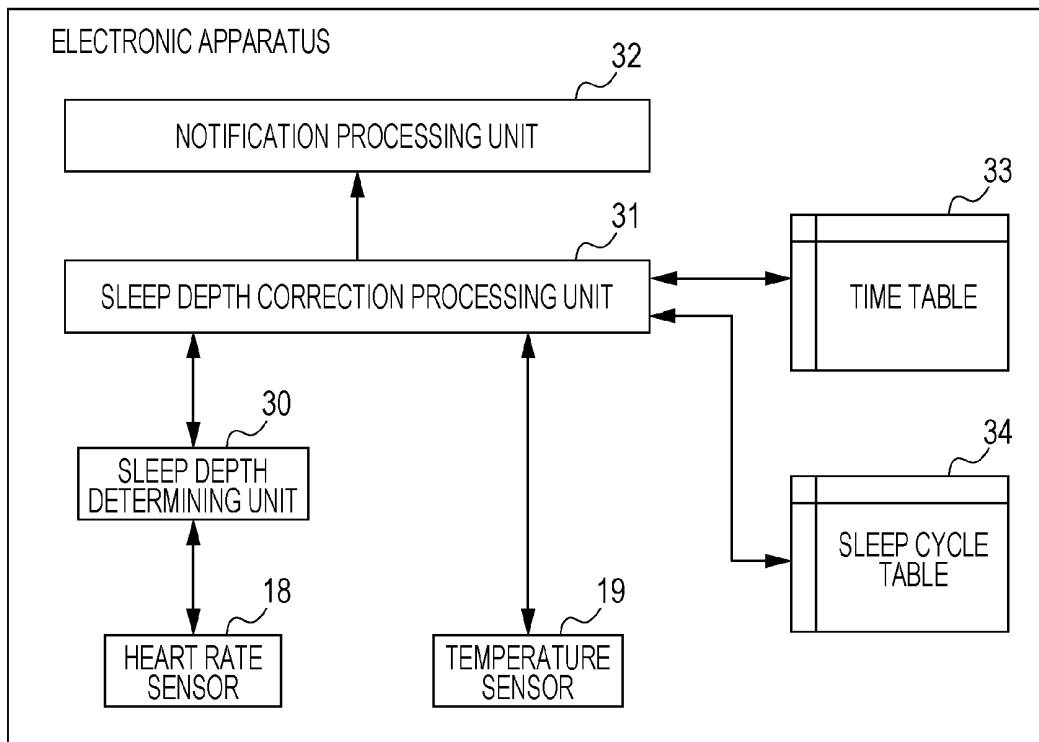 ELECTRONIC APPARATUS
32
NOTIFICATION PROCESSING UNIT
31
SLEEP DEPTH CORRECTION PROCESSING UNIT
33
TIME TABLE
30
SLEEP DEPTH
DETERMINING UNIT
34
SLEEP CYCLE
TABLE
18
HEART RATE
SENSOR
19
TEMPERATURE
SENSOR